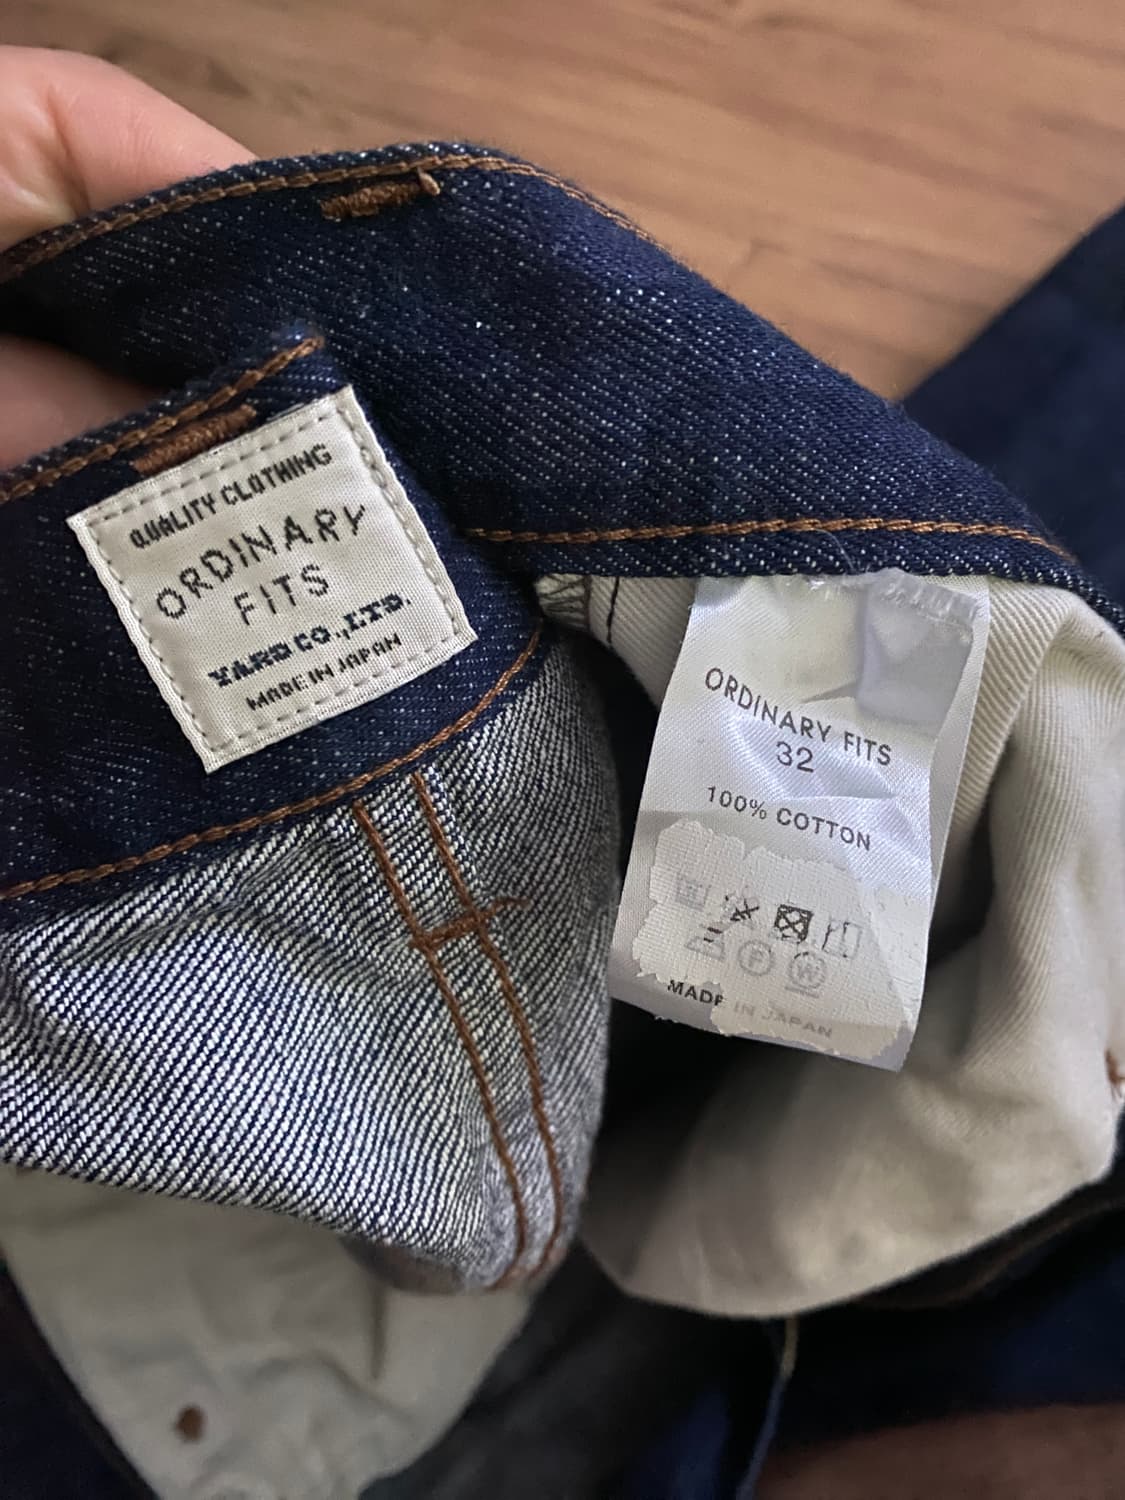 QUALITY CLOTHING
ORDINARY
FITS
YARD CO.,LTD.
MADE IN JAPAN
ORDINARY FITS
32
100% COTTON
F W
MADE IN JAPAN